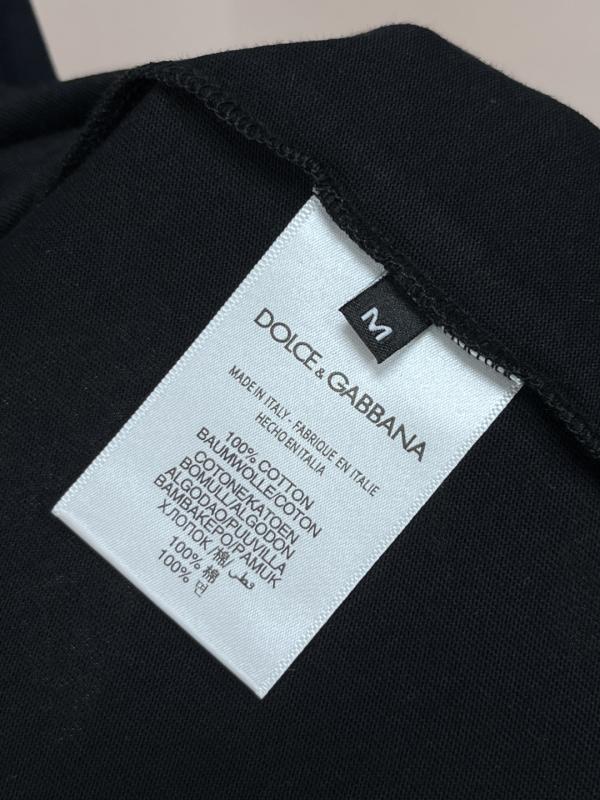 M
DOLCE & GABBANA
MADE IN ITALY - FABRIQUE EN ITALIE
HECHO EN ITALIA
100% COTTON
BAUMWOLLE/COTON
COTONE/KATOEN
BOMULL/ALGODON
ALGODAO/PUUVILLA
BAMBAKEPO/PAMUK
ХЛОПОК /棉/ قطن
100% 棉
100% 면